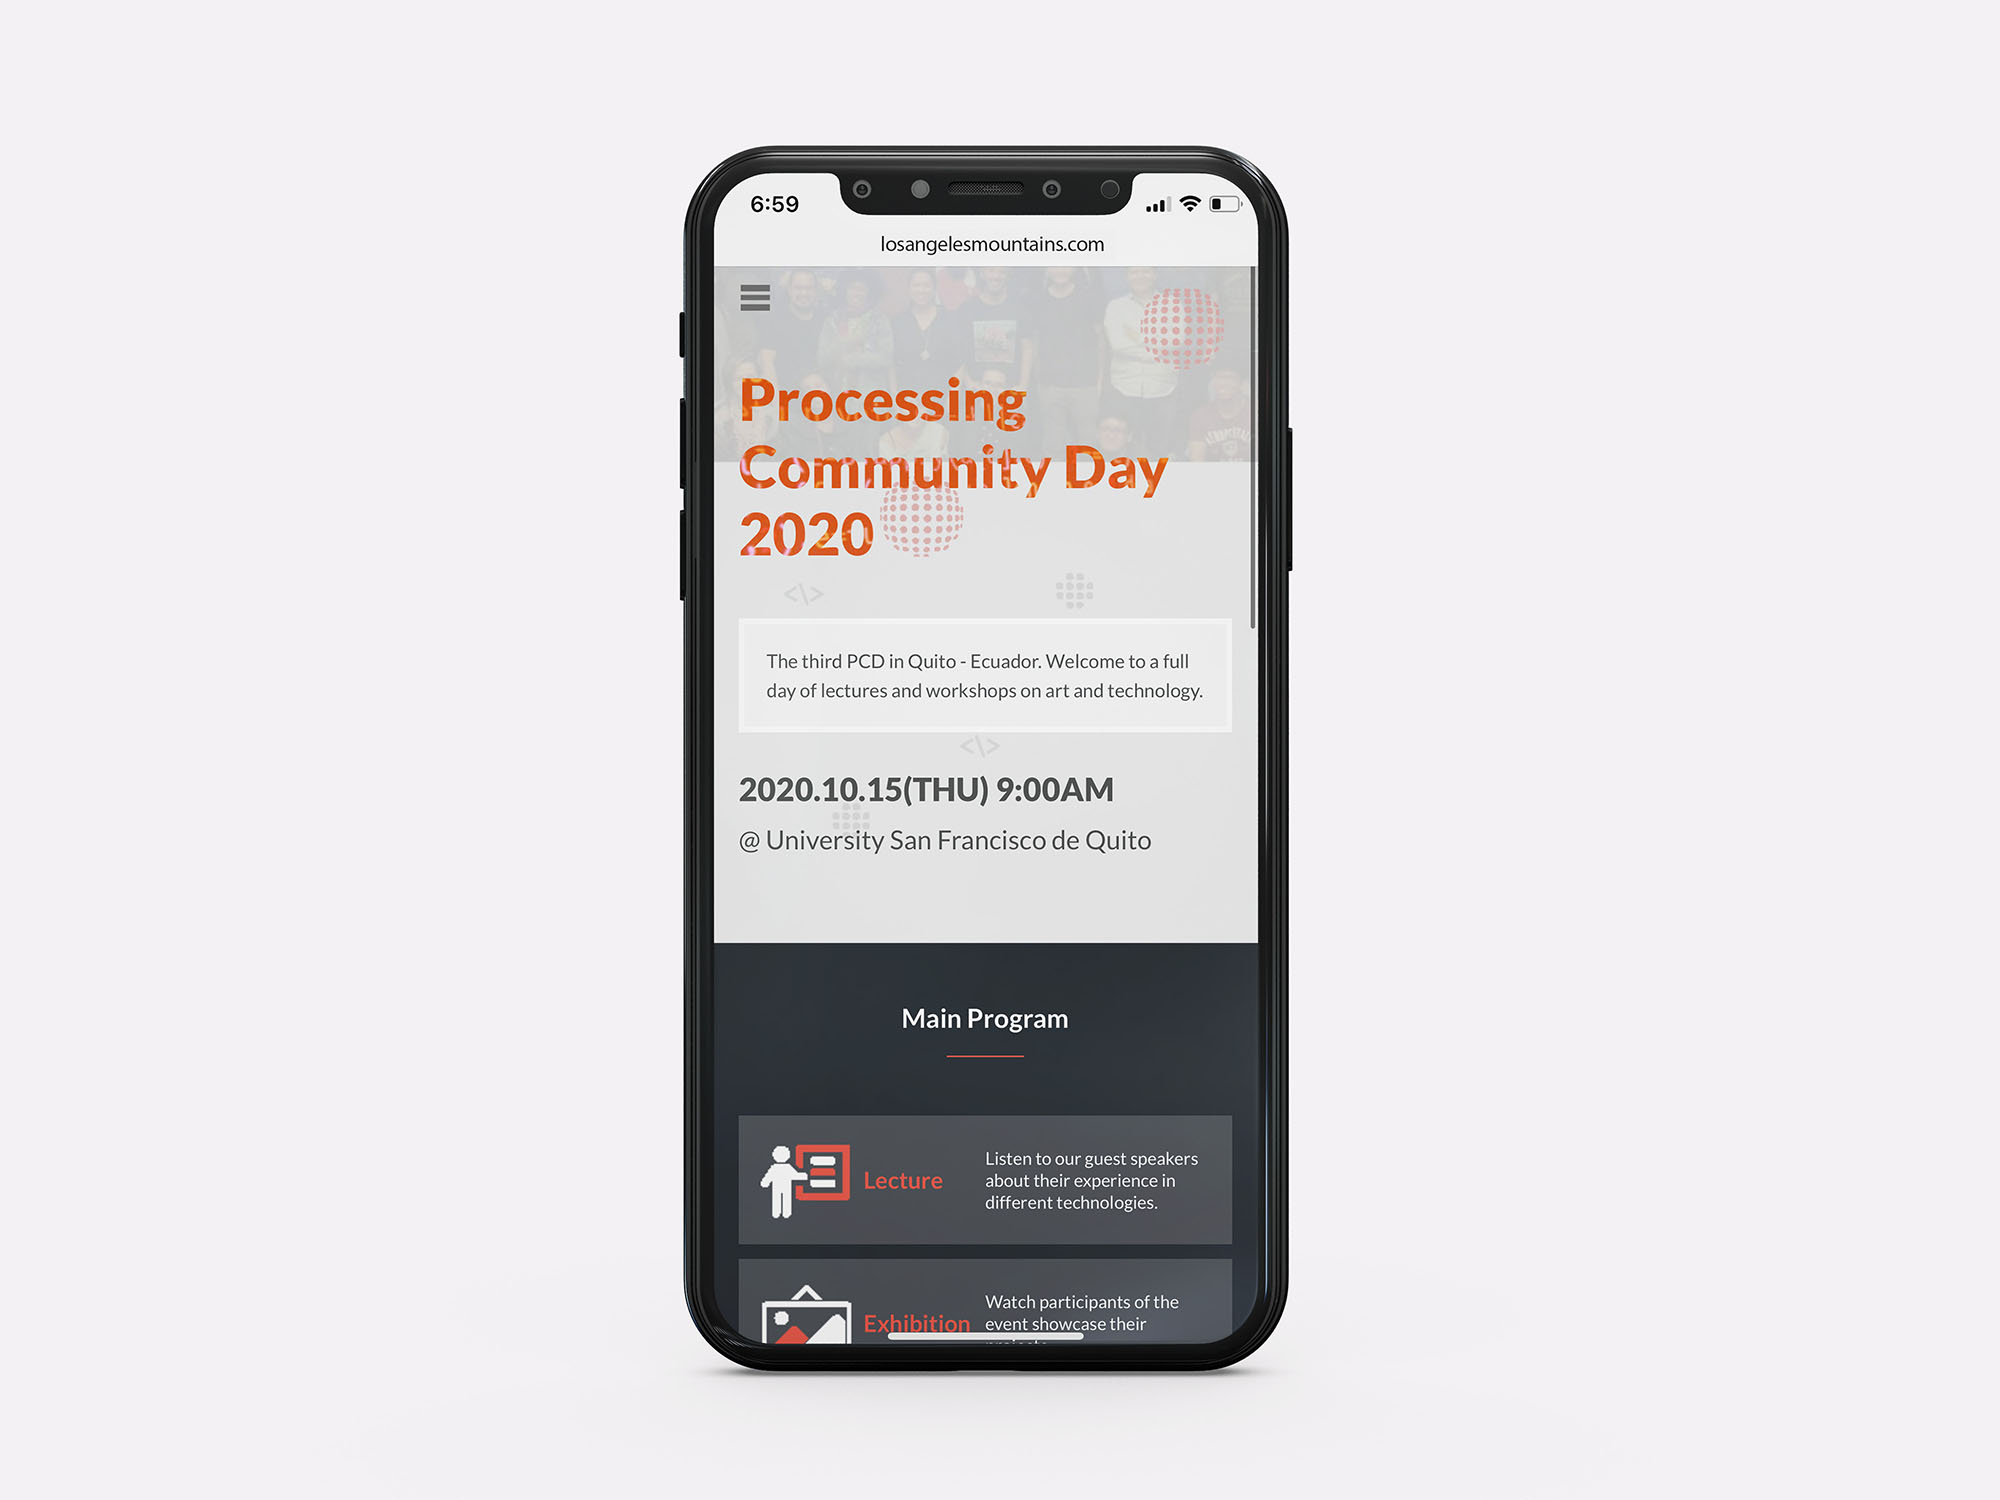 6:59
losangelesmountains.com
Processing
Community Day
2020
</>
The third PCD in Quito - Ecuador. Welcome to a full
day of lectures and workshops on art and technology.
</>
2020.10.15(THU) 9:00AM
@ University San Francisco de Quito
Main Program
Lecture
Listen to our guest speakers
about their experience in
different technologies.
Exhibition
Watch participants of the
event showcase their